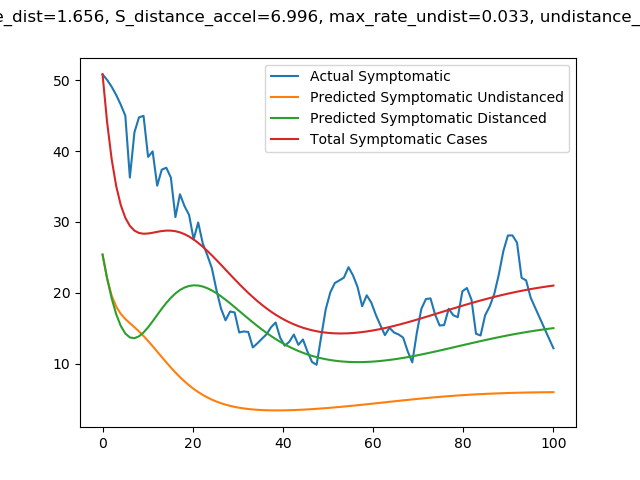 e_dist=1.656, S_distance_accel=6.996, max_rate_undist=0.033, undistance_
Actual Symptomatic
Predicted Symptomatic Undistanced
Predicted Symptomatic Distanced
Total Symptomatic Cases
50
40
30
20
10
0 20 40 60 80 100